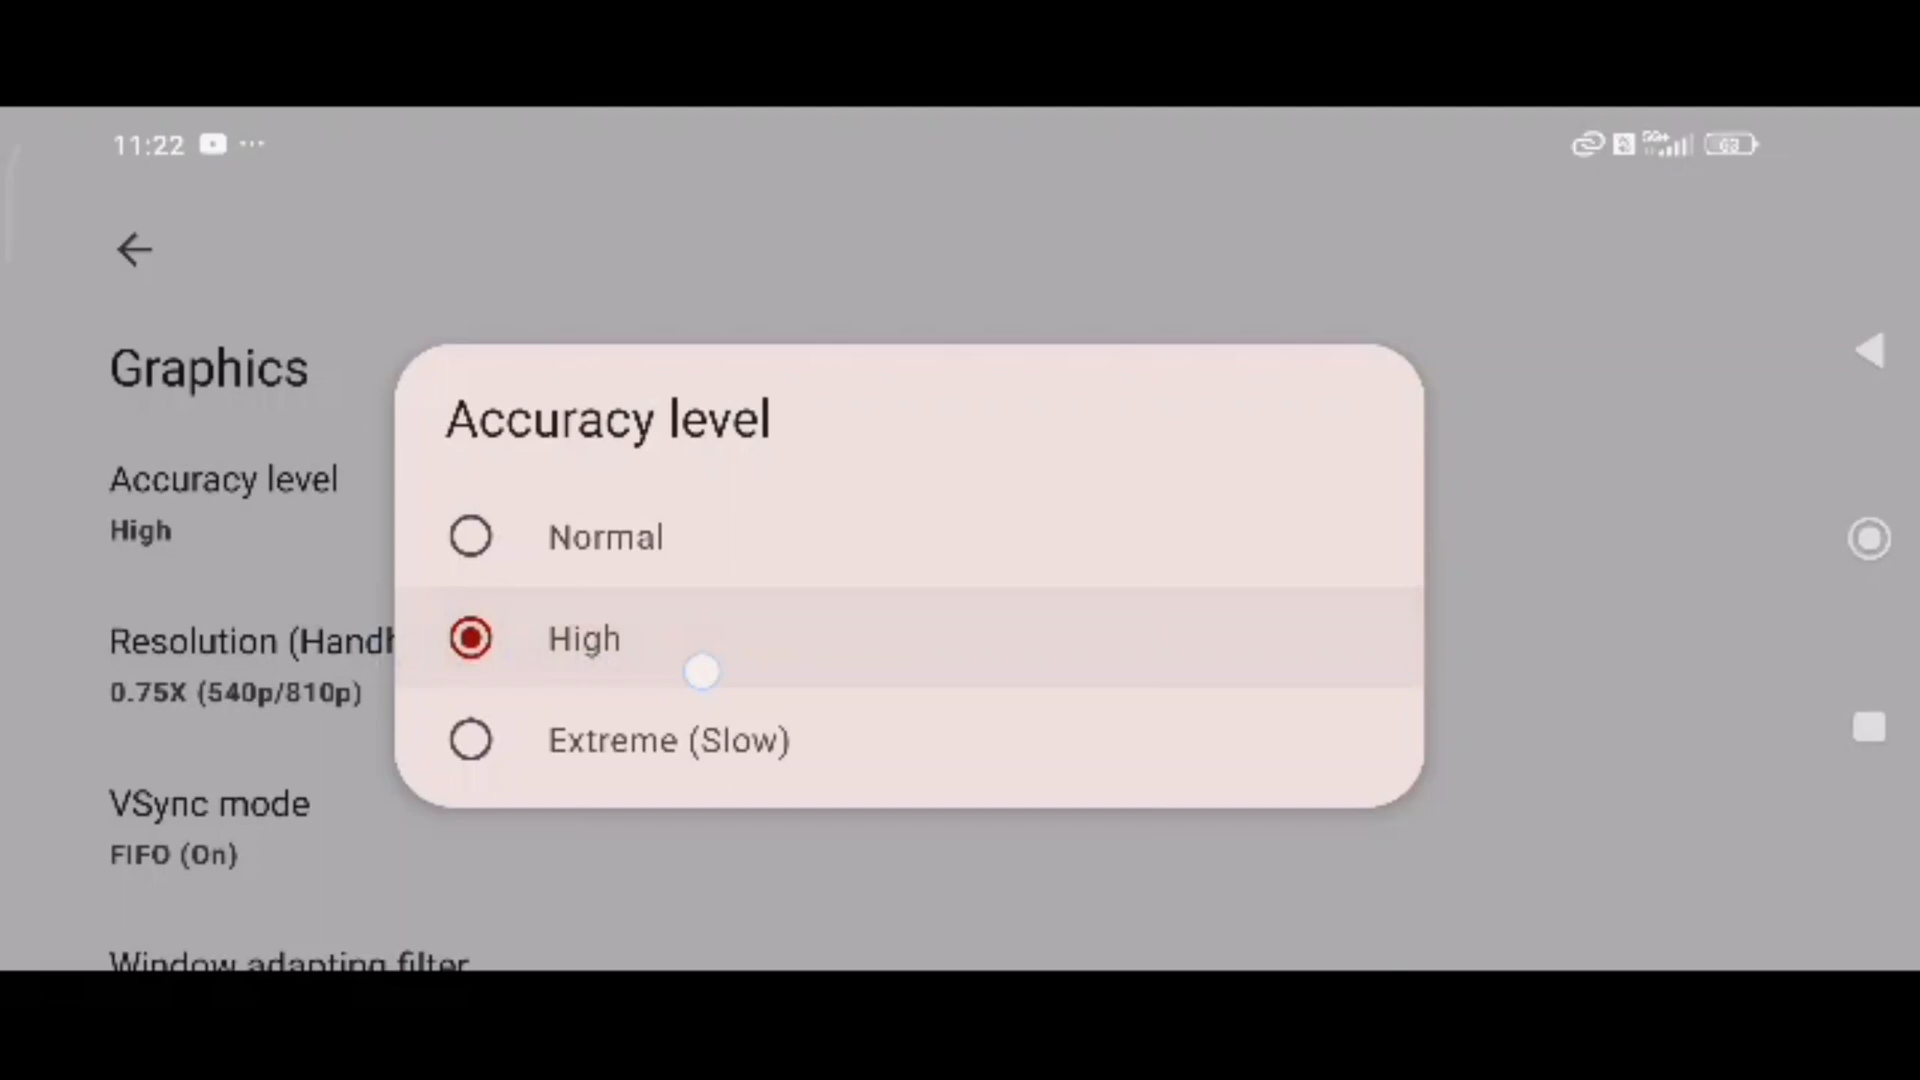 11:22
Graphics
Accuracy level
High
Resolution (Handh
0.75X (540p/810p)
VSync mode
FIFO (On)
Window adapting filter
Accuracy level
Normal
High
Extreme (Slow)